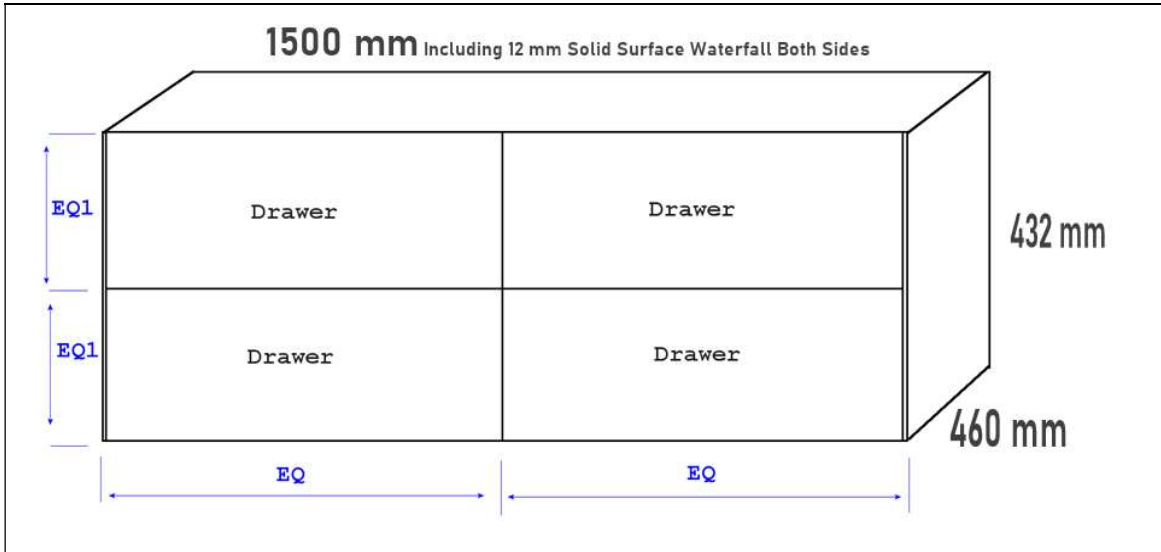 1500 mm Including 12 mm Solid Surface Waterfall Both Sides
EQ1
Drawer
Drawer
432 mm
EQ1
Drawer
Drawer
460 mm
EQ
EQ